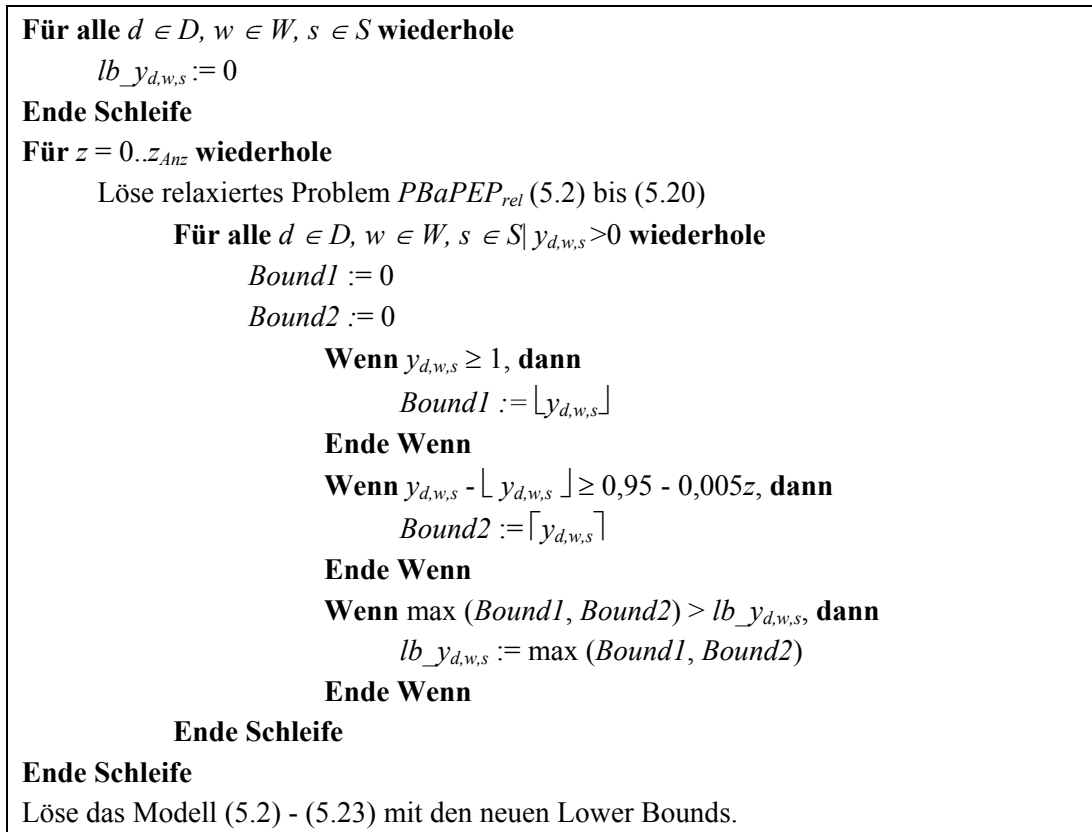 Für alle d ∈ D, w ∈ W, s ∈ S wiederhole
lb_y_{d,w,s} := 0
Ende Schleife
Für z = 0..z_{Anz} wiederhole
Löse relaxiertes Problem PBaPEP_{rel} (5.2) bis (5.20)
Für alle d ∈ D, w ∈ W, s ∈ S| y_{d,w,s} >0 wiederhole
Bound1 := 0
Bound2 := 0
Wenn y_{d,w,s} ≥ 1, dann
Bound1 := ⌊y_{d,w,s}⌋
Ende Wenn
Wenn y_{d,w,s} - ⌊ y_{d,w,s} ⌋ ≥ 0,95 - 0,005z, dann
Bound2 := ⌈y_{d,w,s}⌉
Ende Wenn
Wenn max (Bound1, Bound2) > lb_y_{d,w,s}, dann
lb_y_{d,w,s} := max (Bound1, Bound2)
Ende Wenn
Ende Schleife
Ende Schleife
Löse das Modell (5.2) - (5.23) mit den neuen Lower Bounds.